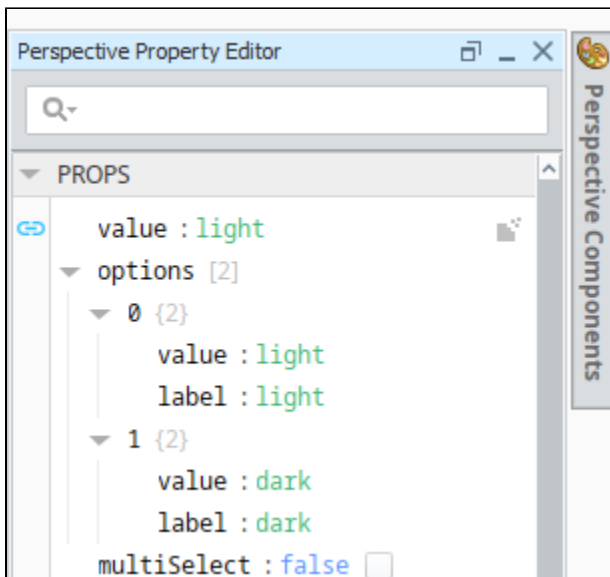 Perspective Property Editor
PROPS
value : light
options [2]
0 {2}
value : light
label : light
1 {2}
value : dark
label : dark
multiSelect : false
Perspective Components